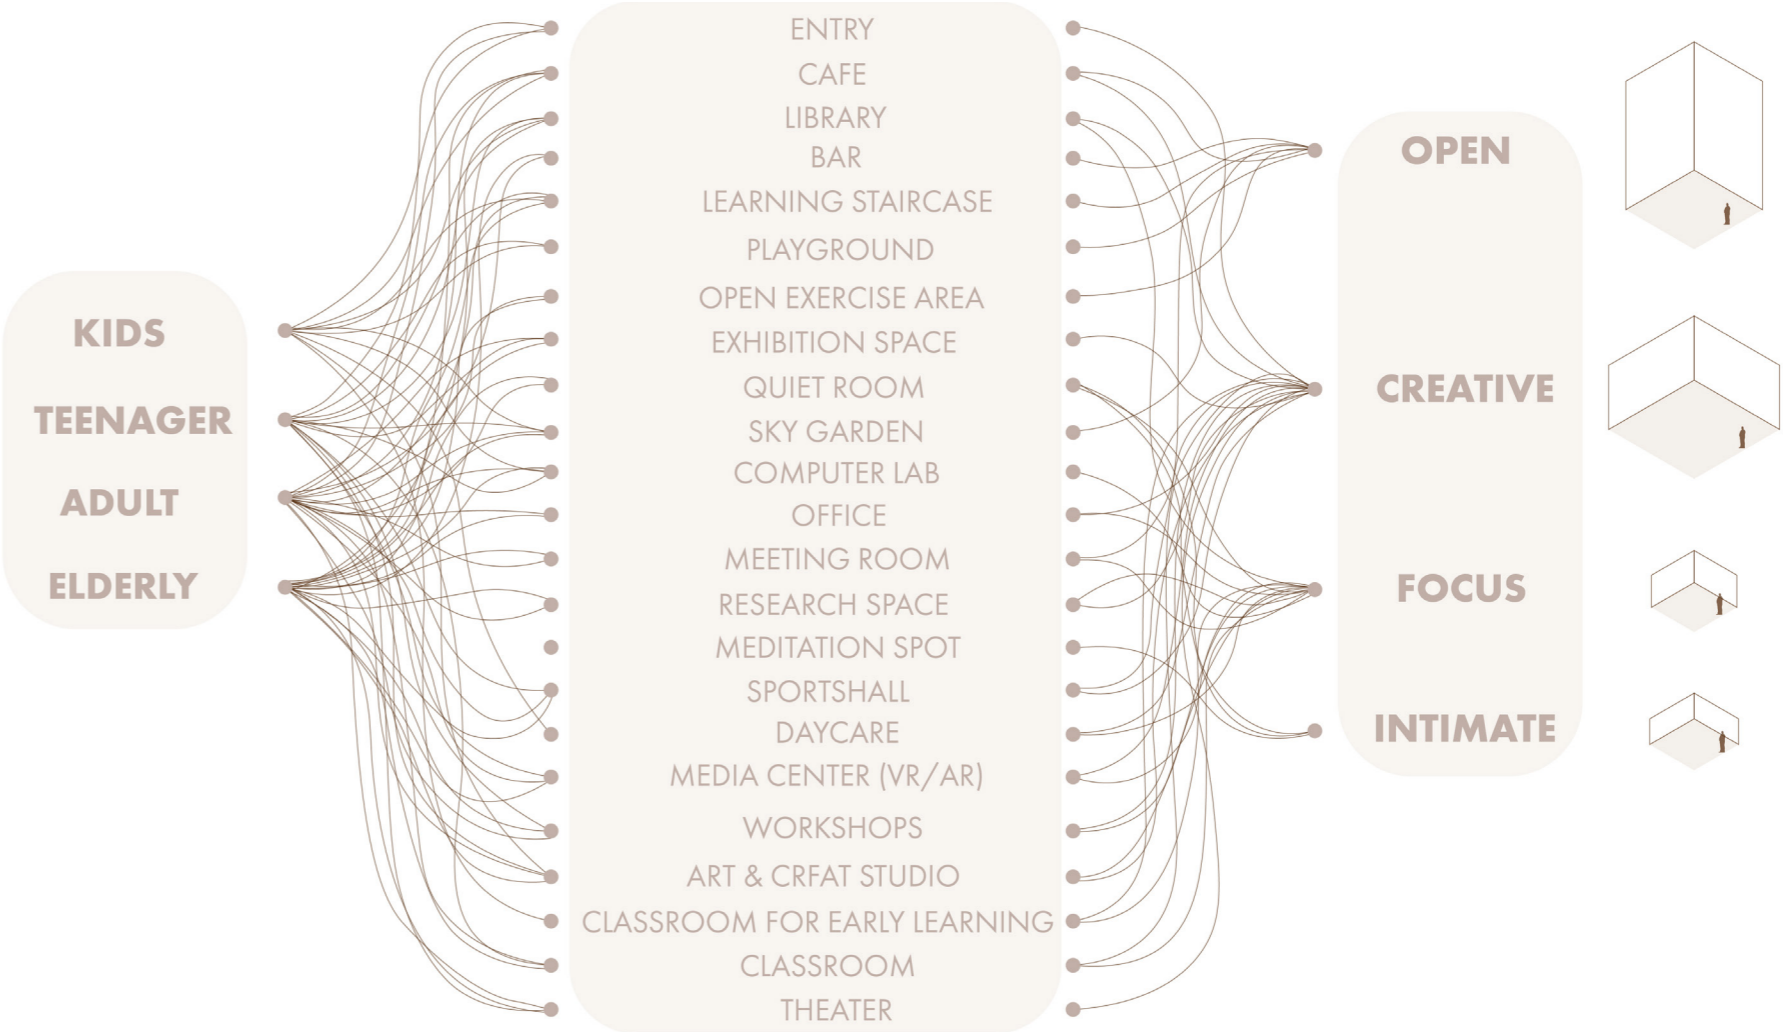 KIDS
TEENAGER
ADULT
ELDERLY
ENTRY
CAFE
LIBRARY
BAR
LEARNING STAIRCASE
PLAYGROUND
OPEN EXERCISE AREA
EXHIBITION SPACE
QUIET ROOM
SKY GARDEN
COMPUTER LAB
OFFICE
MEETING ROOM
RESEARCH SPACE
MEDITATION SPOT
SPORTSHALL
DAYCARE
MEDIA CENTER (VR/AR)
WORKSHOPS
ART & CRFAT STUDIO
CLASSROOM FOR EARLY LEARNING
CLASSROOM
THEATER
OPEN
CREATIVE
FOCUS
INTIMATE